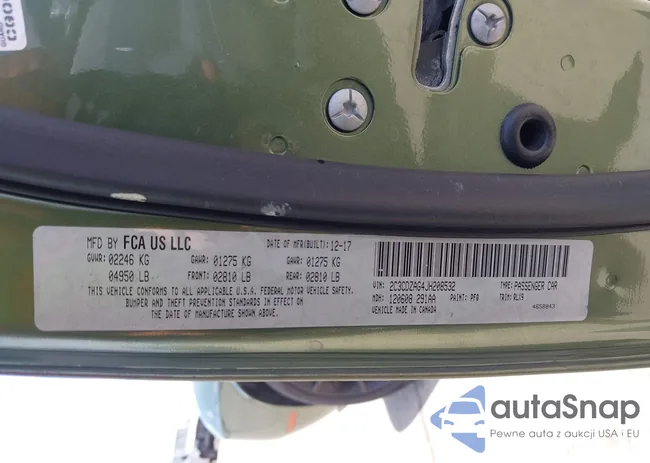 MFD BY FCA US LLC DATE OF MFR(BUILT): 12-17
GVWR: 02246 KG GAWR: 01275 KG GAWR: 01275 KG
04950 LB FRONT: 02810 LB REAR: 02810 LB
THIS VEHICLE CONFORMS TO ALL APPLICABLE U.S.A. FEDERAL MOTOR VEHICLE SAFETY,
BUMPER AND THEFT PREVENTION STANDARDS IN EFFECT ON
THE DATE OF MANUFACTURE SHOWN ABOVE.
VIN: 2C3CDZAG4JH208532 TYPE: PASSENGER CAR
MDH: 120608 291AA PAINT: PFQ TRIM: RLX9
VEHICLE MADE IN CANADA 4658043
autaSnap
Pewne auta z aukcji USA i EU